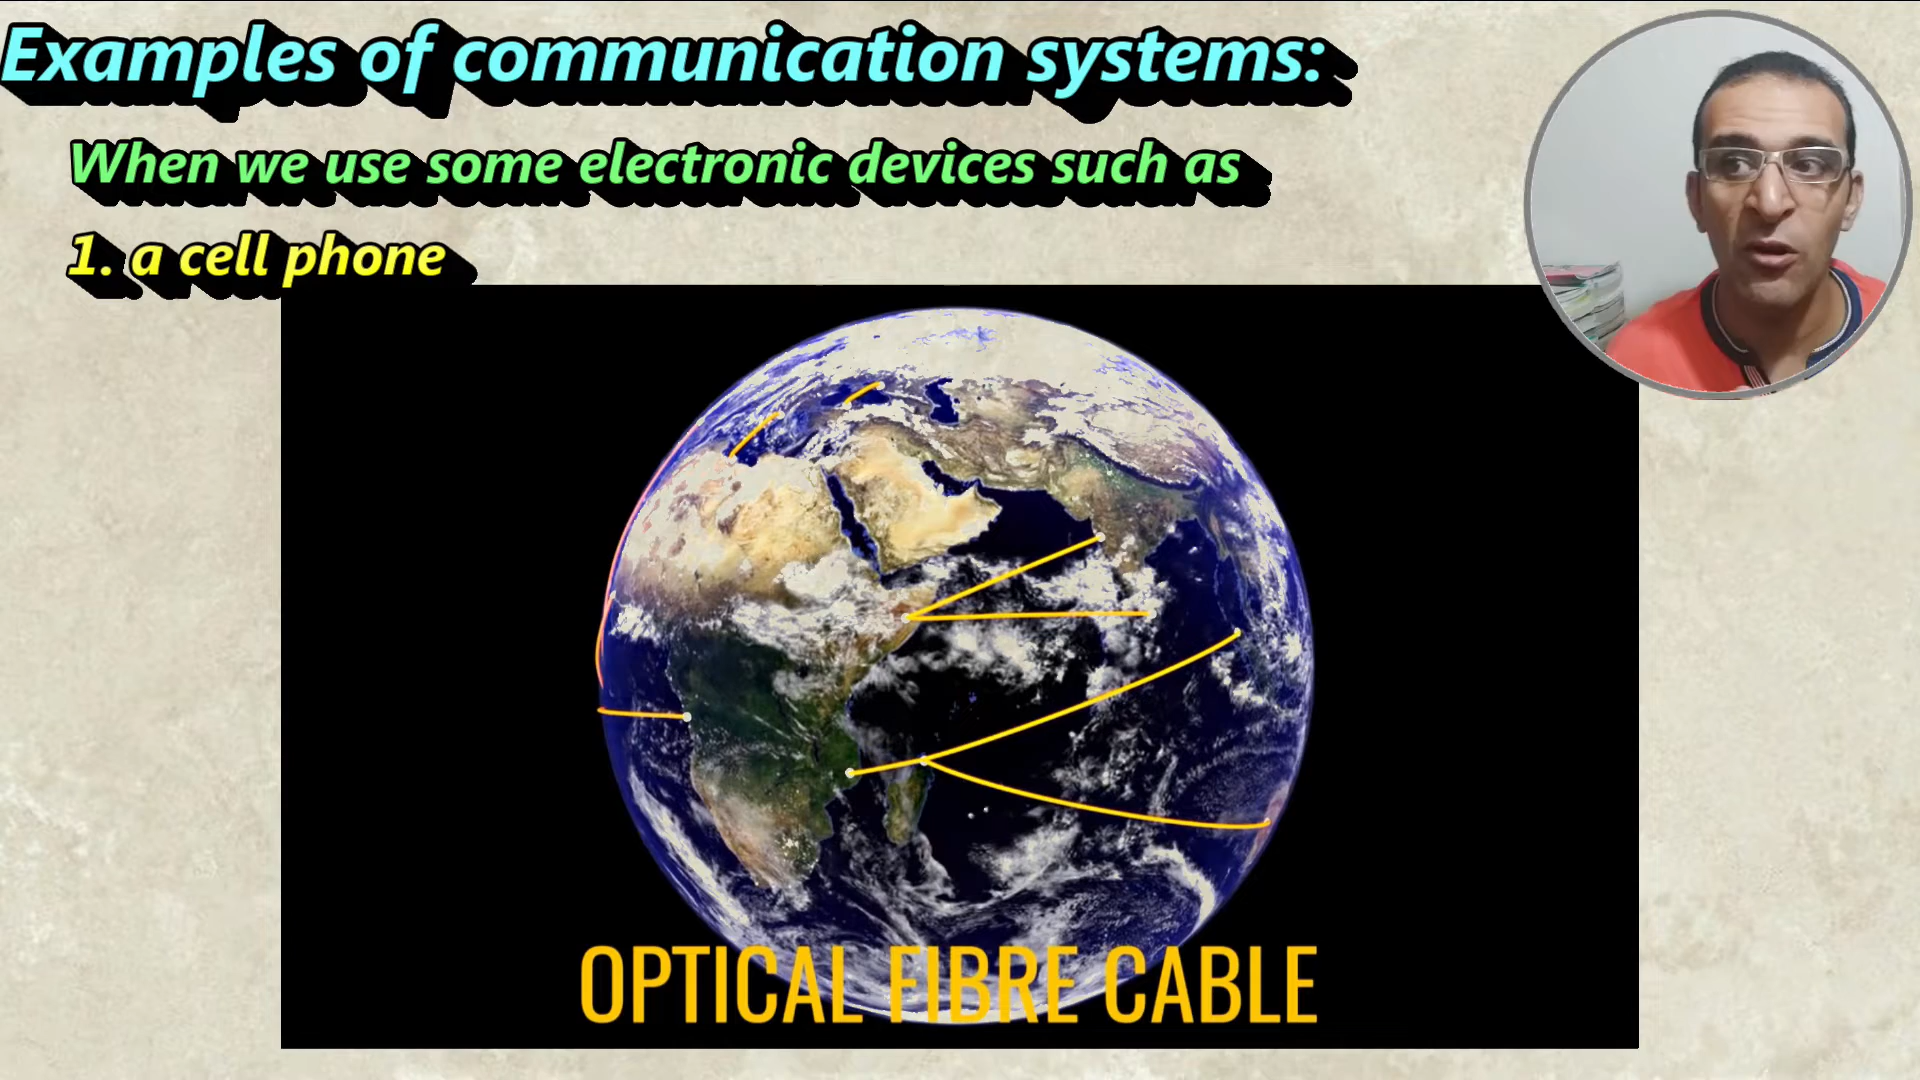 Examples of communication systems:
When we use some electronic devices such as
1. a cell phone
OPTICAL FIBRE CABLE